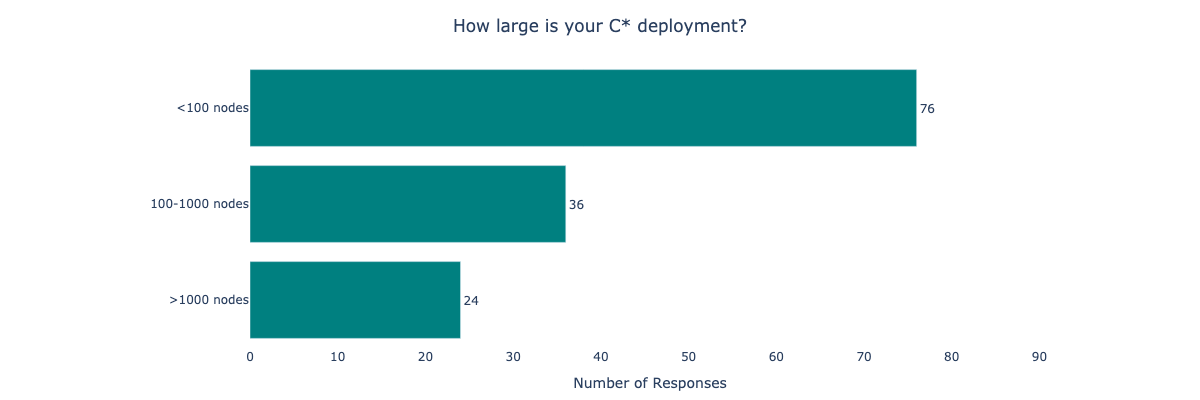 How large is your C* deployment?
<100 nodes
76
100-1000 nodes
36
>1000 nodes
24
0 10 20 30 40 50 60 70 80 90
Number of Responses